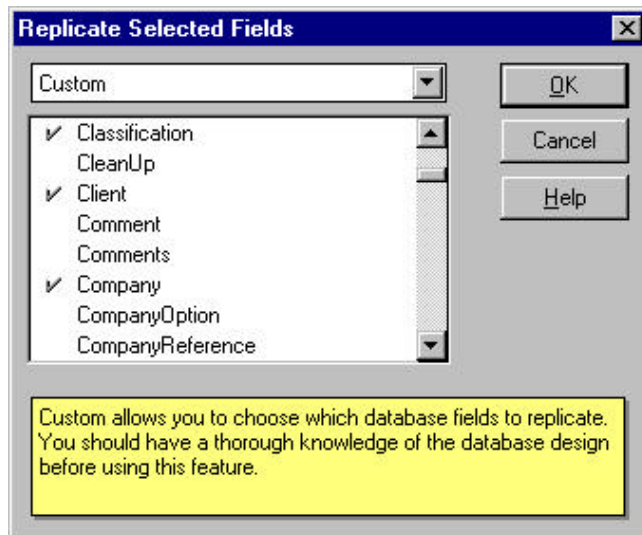 Replicate Selected Fields
Custom
OK
Classification
Cancel
CleanUp
Client
Help
Comment
Comments
Company
CompanyOption
CompanyReference
Custom allows you to choose which database fields to replicate.
You should have a thorough knowledge of the database design
before using this feature.